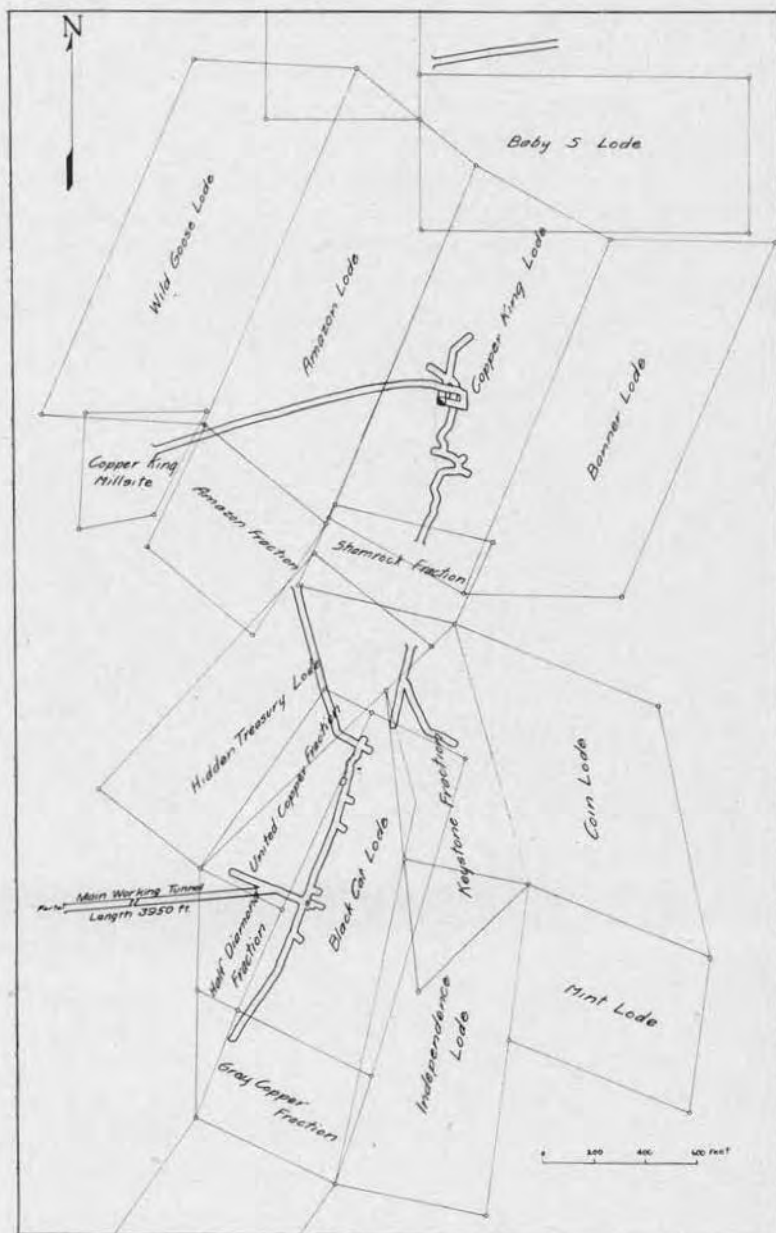 N
Baby S Lode
Wild Goose Lode
Amazon Lode
Copper King Lode
Bonner Lode
Copper King
Millsite
Amazon Fraction
Shamrock Fraction
Hidden Treasury Lode
United Copper Fraction
Keystone Fraction
Coin Lode
Black Cat Lode
Portal
Main Working Tunnel
Length 3950 ft.
Half Diamond
Fraction
Independence
Lode
Mint Lode
Gray Copper
Fraction
0 200 400 600 FEET